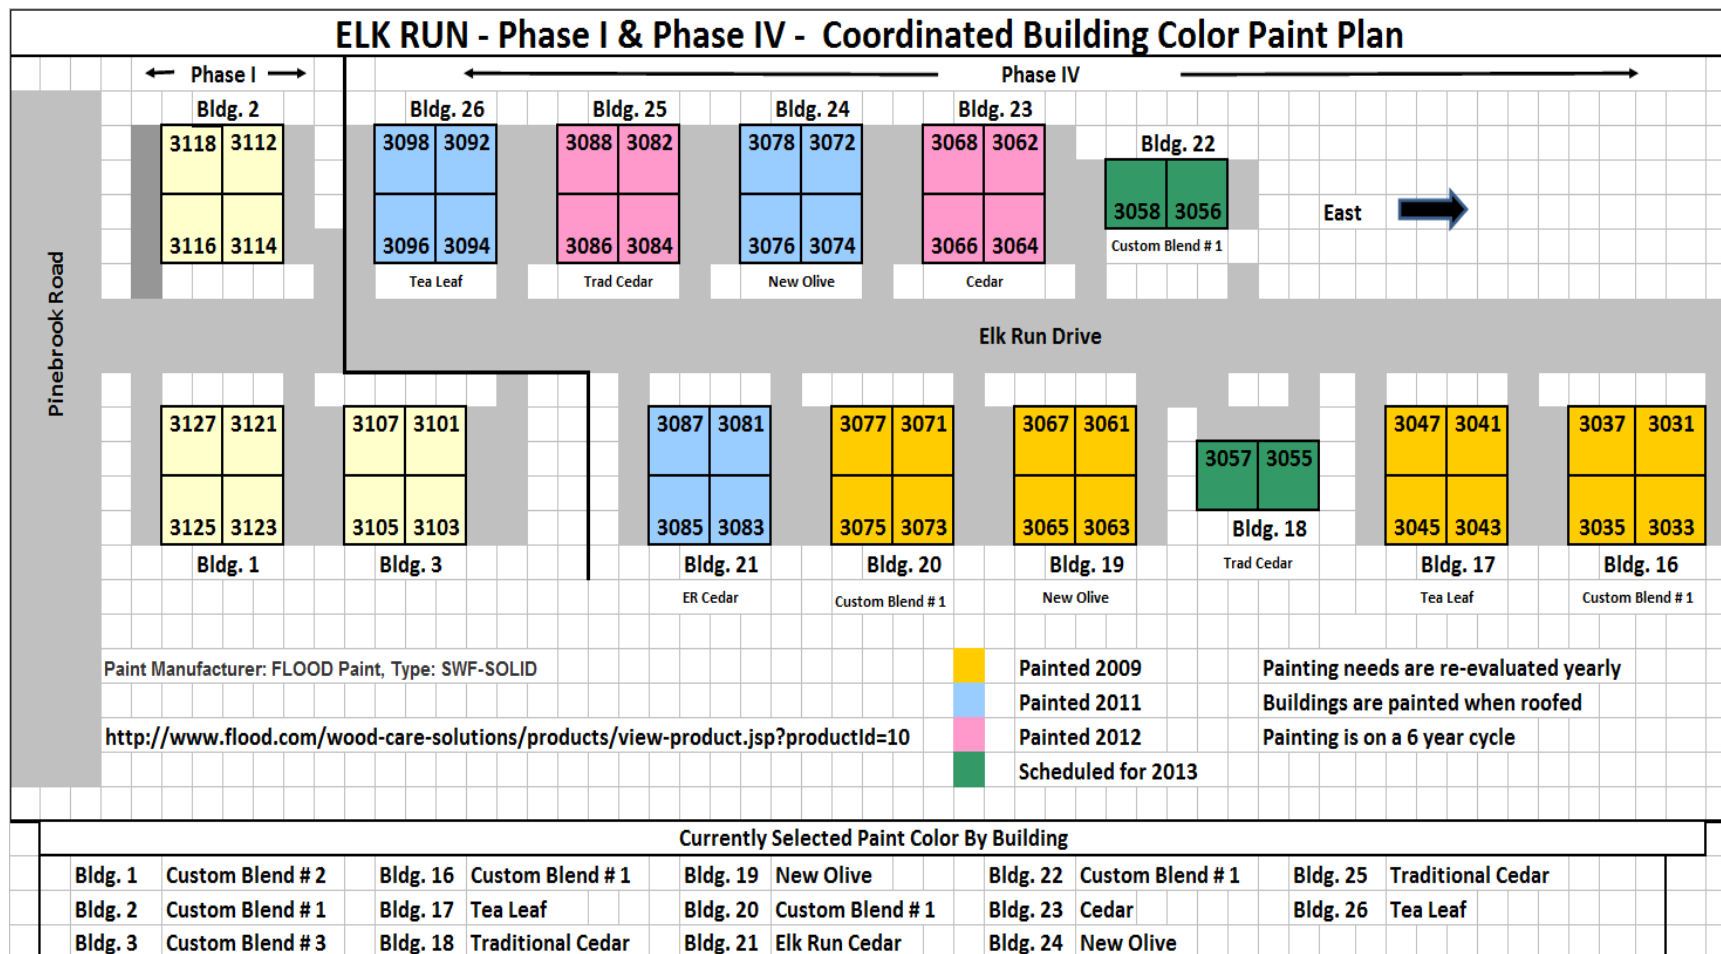 ELK RUN - Phase I & Phase IV - Coordinated Building Color Paint Plan
Phase I Phase IV
Bldg. 2 Bldg. 26 Bldg. 25 Bldg. 24 Bldg. 23
Bldg. 22
3118 3112 3098 3092 3088 3082 3078 3072 3068 3062
3058 3056 East
3116 3114 3096 3094 3086 3084 3076 3074 3066 3064
Custom Blend # 1
Tea Leaf Trad Cedar New Olive Cedar
Pinebrook Road
Elk Run Drive
3127 3121 3107 3101 3087 3081 3077 3071 3067 3061 3047 3041 3037 3031
3057 3055
3125 3123 3105 3103 3085 3083 3075 3073 3065 3063 3045 3043 3035 3033
Bldg. 18
Bldg. 1 Bldg. 3 Bldg. 21 Bldg. 20 Bldg. 19 Trad Cedar Bldg. 17 Bldg. 16
ER Cedar Custom Blend # 1 New Olive Tea Leaf Custom Blend # 1
Paint Manufacturer: FLOOD Paint, Type: SWF-SOLID Painted 2009 Painting needs are re-evaluated yearly
Painted 2011 Buildings are painted when roofed
http://www.flood.com/wood-care-solutions/products/view-product.jsp?productId=10 Painted 2012 Painting is on a 6 year cycle
Scheduled for 2013
Currently Selected Paint Color By Building
Bldg. 1 Custom Blend # 2 Bldg. 16 Custom Blend # 1 Bldg. 19 New Olive Bldg. 22 Custom Blend # 1 Bldg. 25 Traditional Cedar
Bldg. 2 Custom Blend # 1 Bldg. 17 Tea Leaf Bldg. 20 Custom Blend # 1 Bldg. 23 Cedar Bldg. 26 Tea Leaf
Bldg. 3 Custom Blend # 3 Bldg. 18 Traditional Cedar Bldg. 21 Elk Run Cedar Bldg. 24 New Olive